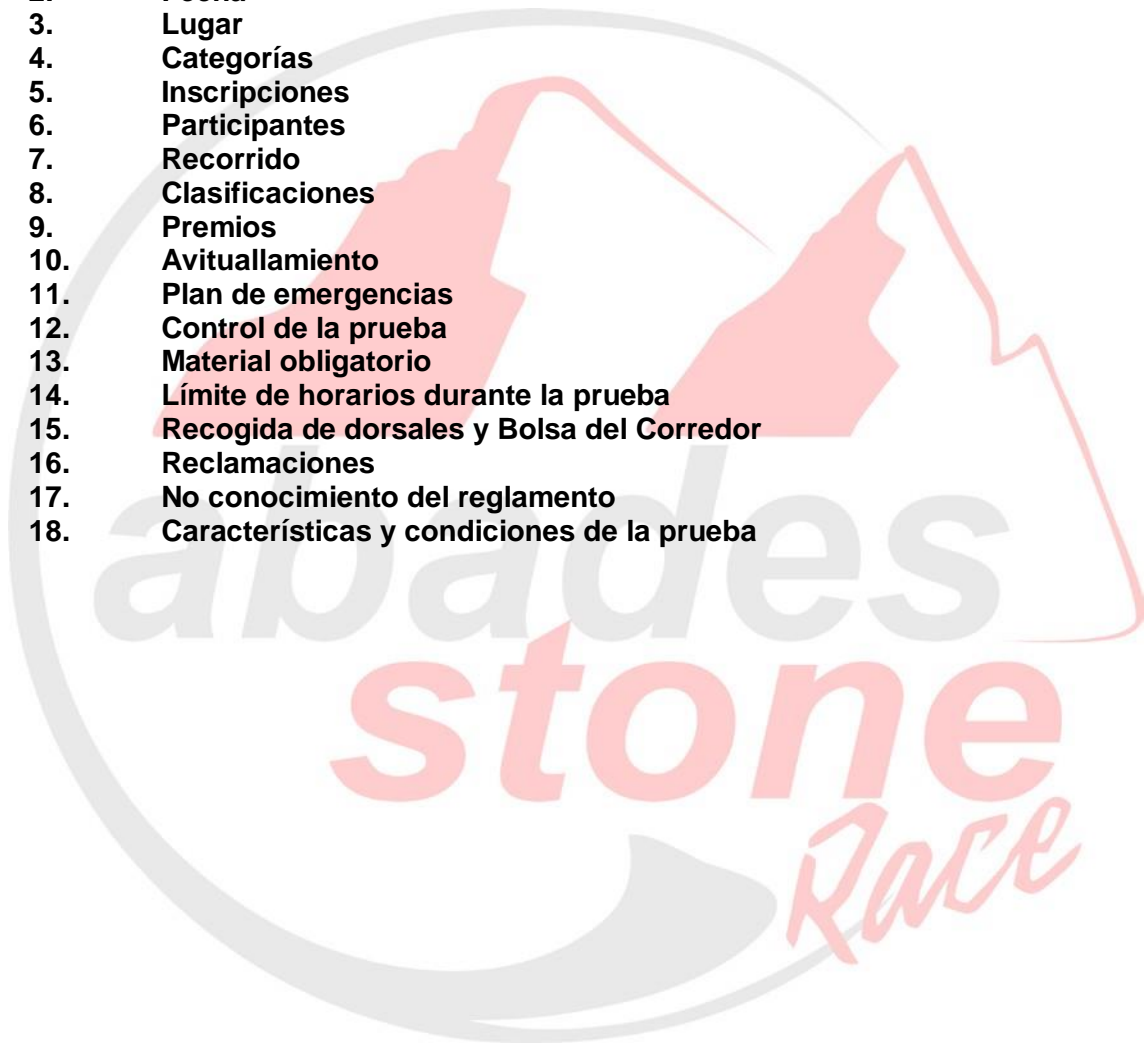 3. Lugar
4. Categorías
5. Inscripciones
6. Participantes
7. Recorrido
8. Clasificaciones
9. Premios
10. Avituallamiento
11. Plan de emergencias
12. Control de la prueba
13. Material obligatorio
14. Límite de horarios durante la prueba
15. Recogida de dorsales y Bolsa del Corredor
16. Reclamaciones
17. No conocimiento del reglamento
18. Características y condiciones de la prueba
abades
stone
Race